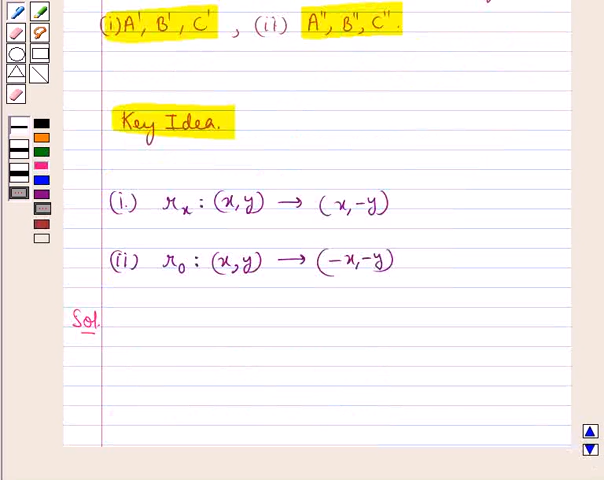 (i) A', B', C' , (ii) A", B", C".
Key Idea.
(i.) rₓ : (x,y) → (x,-y)
(ii) r₀ : (x,y) → (-x,-y)
Sol.